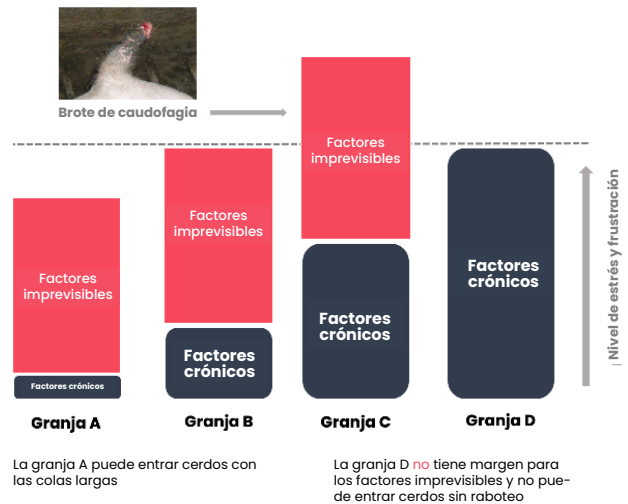 Brote de caudofagia
Factores
imprevisibles
Factores
imprevisibles
Factores
imprevisibles
Factores
crónicos
Factores
crónicos
Factores
crónicos
Factores crónicos
Nivel de estrés y frustración
Granja A
Granja B
Granja C
Granja D
La granja A puede entrar cerdos con
las colas largas
La granja D no tiene margen para
los factores imprevisibles y no pue-
de entrar cerdos sin raboteo